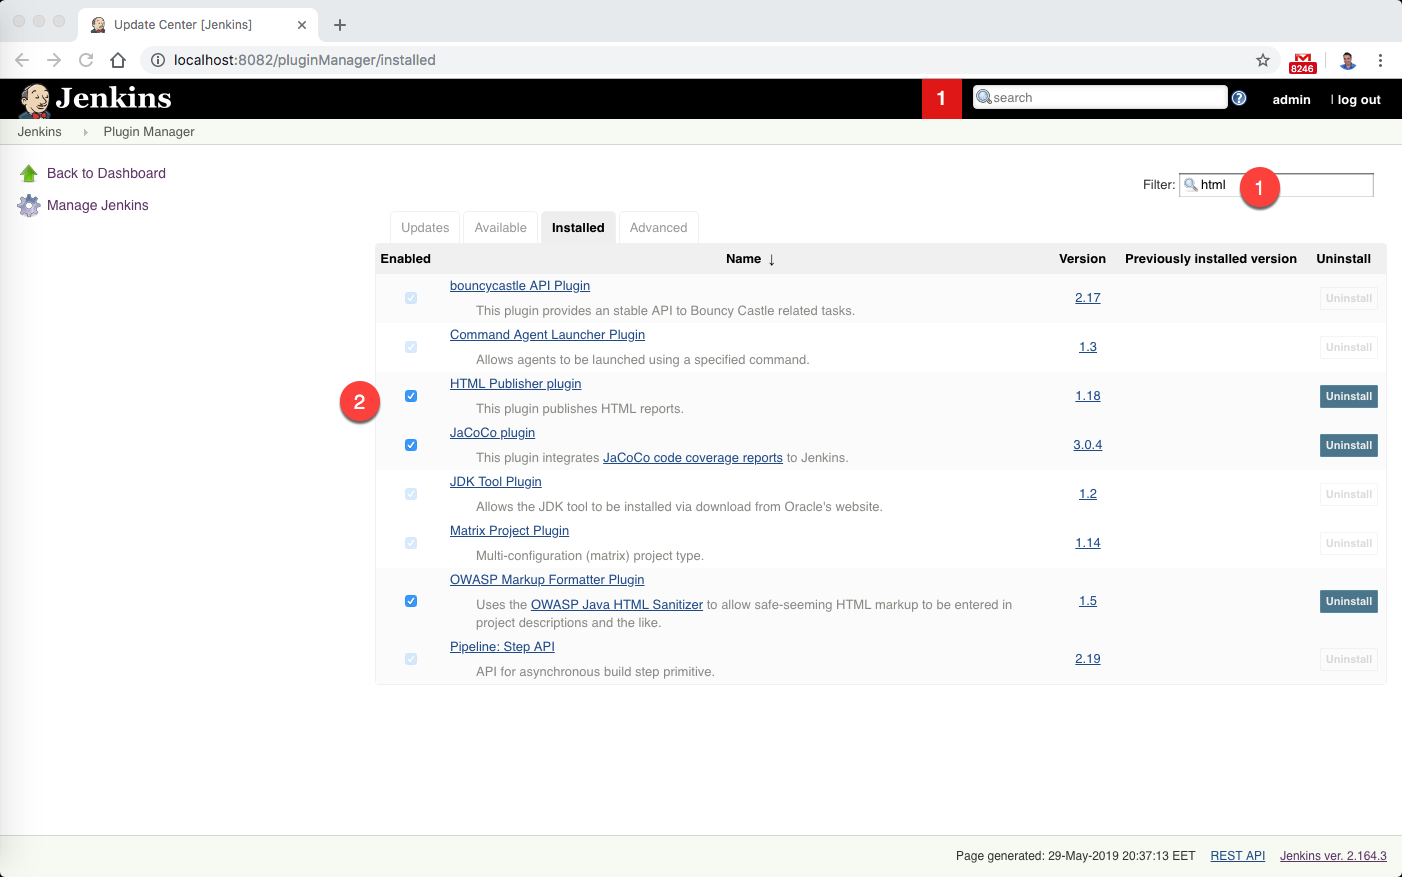 Update Center [Jenkins]
localhost:8082/pluginManager/installed
8246
Jenkins
1
search
admin
| log out
Jenkins
Plugin Manager
Back to Dashboard
Manage Jenkins
Filter:
html
1
Updates
Available
Installed
Advanced
Enabled
Name ↓
Version
Previously installed version
Uninstall
bouncycastle API Plugin
This plugin provides an stable API to Bouncy Castle related tasks.
2.17
Uninstall
Command Agent Launcher Plugin
Allows agents to be launched using a specified command.
1.3
Uninstall
2
HTML Publisher plugin
This plugin publishes HTML reports.
1.18
Uninstall
JaCoCo plugin
This plugin integrates JaCoCo code coverage reports to Jenkins.
3.0.4
Uninstall
JDK Tool Plugin
Allows the JDK tool to be installed via download from Oracle's website.
1.2
Uninstall
Matrix Project Plugin
Multi-configuration (matrix) project type.
1.14
Uninstall
OWASP Markup Formatter Plugin
Uses the OWASP Java HTML Sanitizer to allow safe-seeming HTML markup to be entered in
project descriptions and the like.
1.5
Uninstall
Pipeline: Step API
API for asynchronous build step primitive.
2.19
Uninstall
Page generated: 29-May-2019 20:37:13 EET
REST API
Jenkins ver. 2.164.3